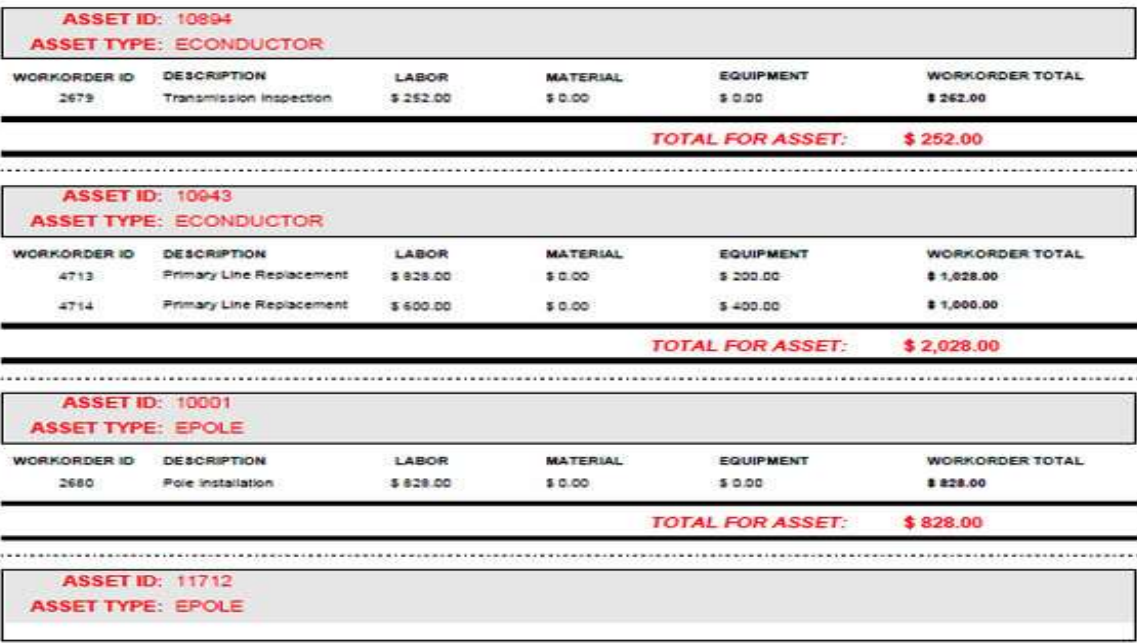 ASSET ID: 10894
ASSET TYPE: ECONDUCTOR
WORKORDER ID DESCRIPTION LABOR MATERIAL EQUIPMENT WORKORDER TOTAL
2679 Transmission Inspection $ 252.00 $ 0.00 $ 0.00 $ 252.00
TOTAL FOR ASSET: $ 252.00
ASSET ID: 10943
ASSET TYPE: ECONDUCTOR
WORKORDER ID DESCRIPTION LABOR MATERIAL EQUIPMENT WORKORDER TOTAL
4713 Primary Line Replacement $ 828.00 $ 0.00 $ 200.00 $ 1,028.00
4714 Primary Line Replacement $ 600.00 $ 0.00 $ 400.00 $ 1,000.00
TOTAL FOR ASSET: $ 2,028.00
ASSET ID: 10001
ASSET TYPE: EPOLE
WORKORDER ID DESCRIPTION LABOR MATERIAL EQUIPMENT WORKORDER TOTAL
2680 Pole Installation $ 828.00 $ 0.00 $ 0.00 $ 828.00
TOTAL FOR ASSET: $ 828.00
ASSET ID: 11712
ASSET TYPE: EPOLE